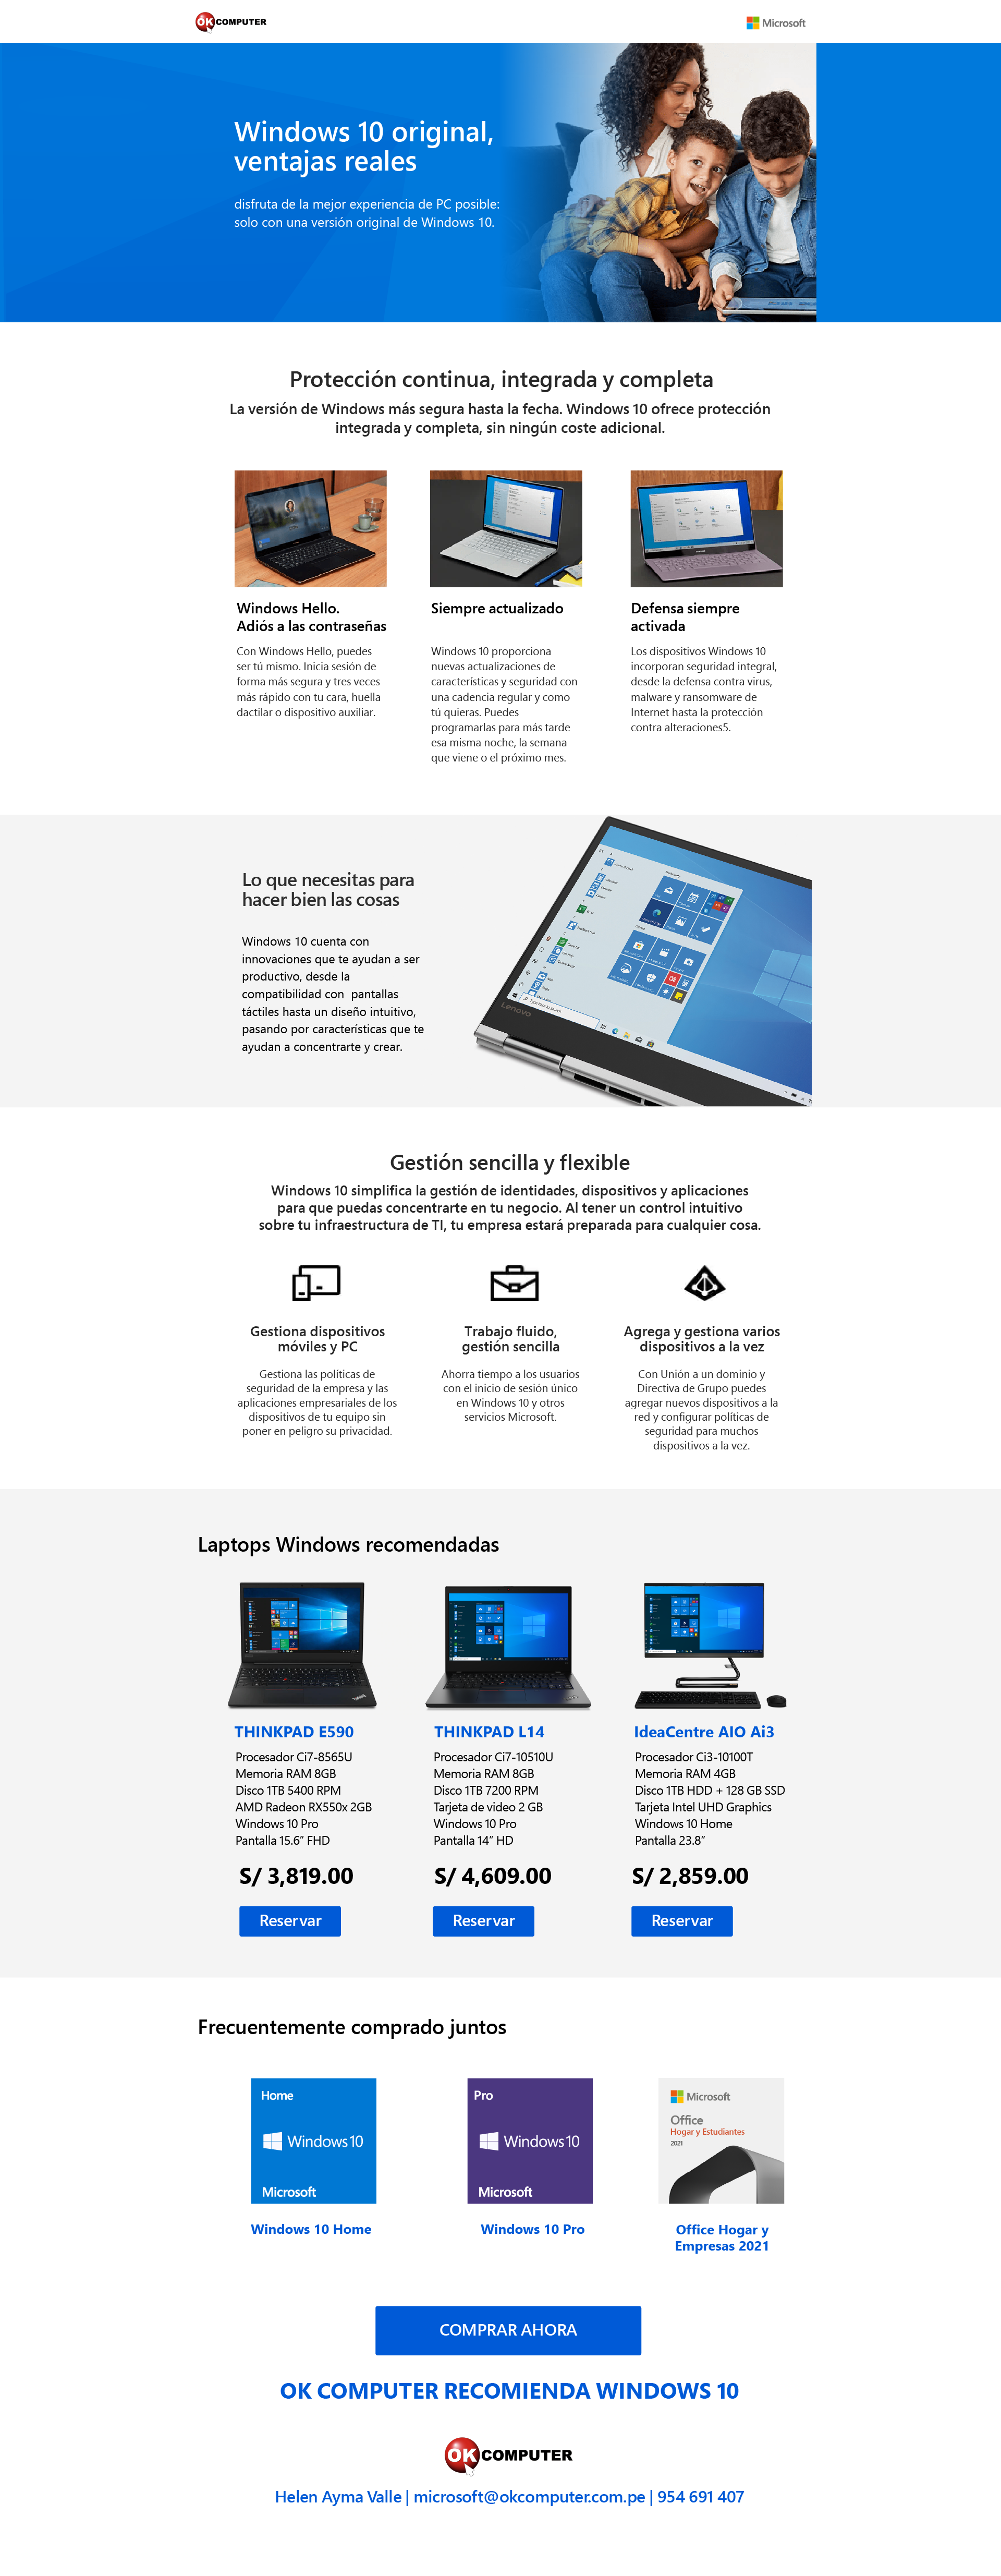 OK COMPUTER
Microsoft
Windows 10 original,
ventajas reales
disfruta de la mejor experiencia de PC posible:
solo con una versión original de Windows 10.
Protección continua, integrada y completa
La versión de Windows más segura hasta la fecha. Windows 10 ofrece protección
integrada y completa, sin ningún coste adicional.
Windows Hello.
Adiós a las contraseñas
Con Windows Hello, puedes
ser tú mismo. Inicia sesión de
forma más segura y tres veces
más rápido con tu cara, huella
dactilar o dispositivo auxiliar.
Siempre actualizado
Windows 10 proporciona
nuevas actualizaciones de
características y seguridad con
una cadencia regular y como
tú quieras. Puedes
programarlas para más tarde
esa misma noche, la semana
que viene o el próximo mes.
Defensa siempre
activada
Los dispositivos Windows 10
incorporan seguridad integral,
desde la defensa contra virus,
malware y ransomware de
Internet hasta la protección
contra alteraciones5.
Lo que necesitas para
hacer bien las cosas
Windows 10 cuenta con
innovaciones que te ayudan a ser
productivo, desde la
compatibilidad con pantallas
táctiles hasta un diseño intuitivo,
pasando por características que te
ayudan a concentrarte y crear.
Lenovo
Type here to search
Gestión sencilla y flexible
Windows 10 simplifica la gestión de identidades, dispositivos y aplicaciones
para que puedas concentrarte en tu negocio. Al tener un control intuitivo
sobre tu infraestructura de TI, tu empresa estará preparada para cualquier cosa.
Gestiona dispositivos
móviles y PC
Gestiona las políticas de
seguridad de la empresa y las
aplicaciones empresariales de los
dispositivos de tu equipo sin
poner en peligro su privacidad.
Trabajo fluido,
gestión sencilla
Ahorra tiempo a los usuarios
con el inicio de sesión único
en Windows 10 y otros
servicios Microsoft.
Agrega y gestiona varios
dispositivos a la vez
Con Unión a un dominio y
Directiva de Grupo puedes
agregar nuevos dispositivos a la
red y configurar políticas de
seguridad para muchos
dispositivos a la vez.
Laptops Windows recomendadas
THINKPAD E590
Procesador Ci7-8565U
Memoria RAM 8GB
Disco 1TB 5400 RPM
AMD Radeon RX550x 2GB
Windows 10 Pro
Pantalla 15.6” FHD
S/ 3,819.00
Reservar
THINKPAD L14
Procesador Ci7-10510U
Memoria RAM 8GB
Disco 1TB 7200 RPM
Tarjeta de video 2 GB
Windows 10 Pro
Pantalla 14” HD
S/ 4,609.00
Reservar
IdeaCentre AIO Ai3
Procesador Ci3-10100T
Memoria RAM 4GB
Disco 1TB HDD + 128 GB SSD
Tarjeta Intel UHD Graphics
Windows 10 Home
Pantalla 23.8”
S/ 2,859.00
Reservar
Frecuentemente comprado juntos
Home
Windows 10
Microsoft
Windows 10 Home
Pro
Windows 10
Microsoft
Windows 10 Pro
Microsoft
Office
Hogar y Estudiantes
2021
Office Hogar y
Empresas 2021
COMPRAR AHORA
OK COMPUTER RECOMIENDA WINDOWS 10
OK COMPUTER
Helen Ayma Valle | microsoft@okcomputer.com.pe | 954 691 407